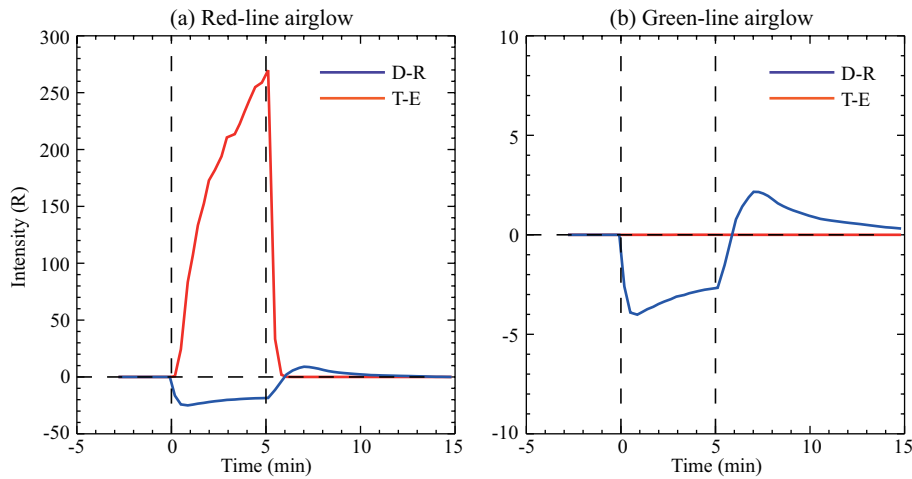 (a) Red-line airglow
300
250
200
150
100
50
0
-50
Intensity (R)
D-R
T-E
-5 0 5 10 15
Time (min)
(b) Green-line airglow
10
5
0
-5
-10
D-R
T-E
-5 0 5 10 15
Time (min)